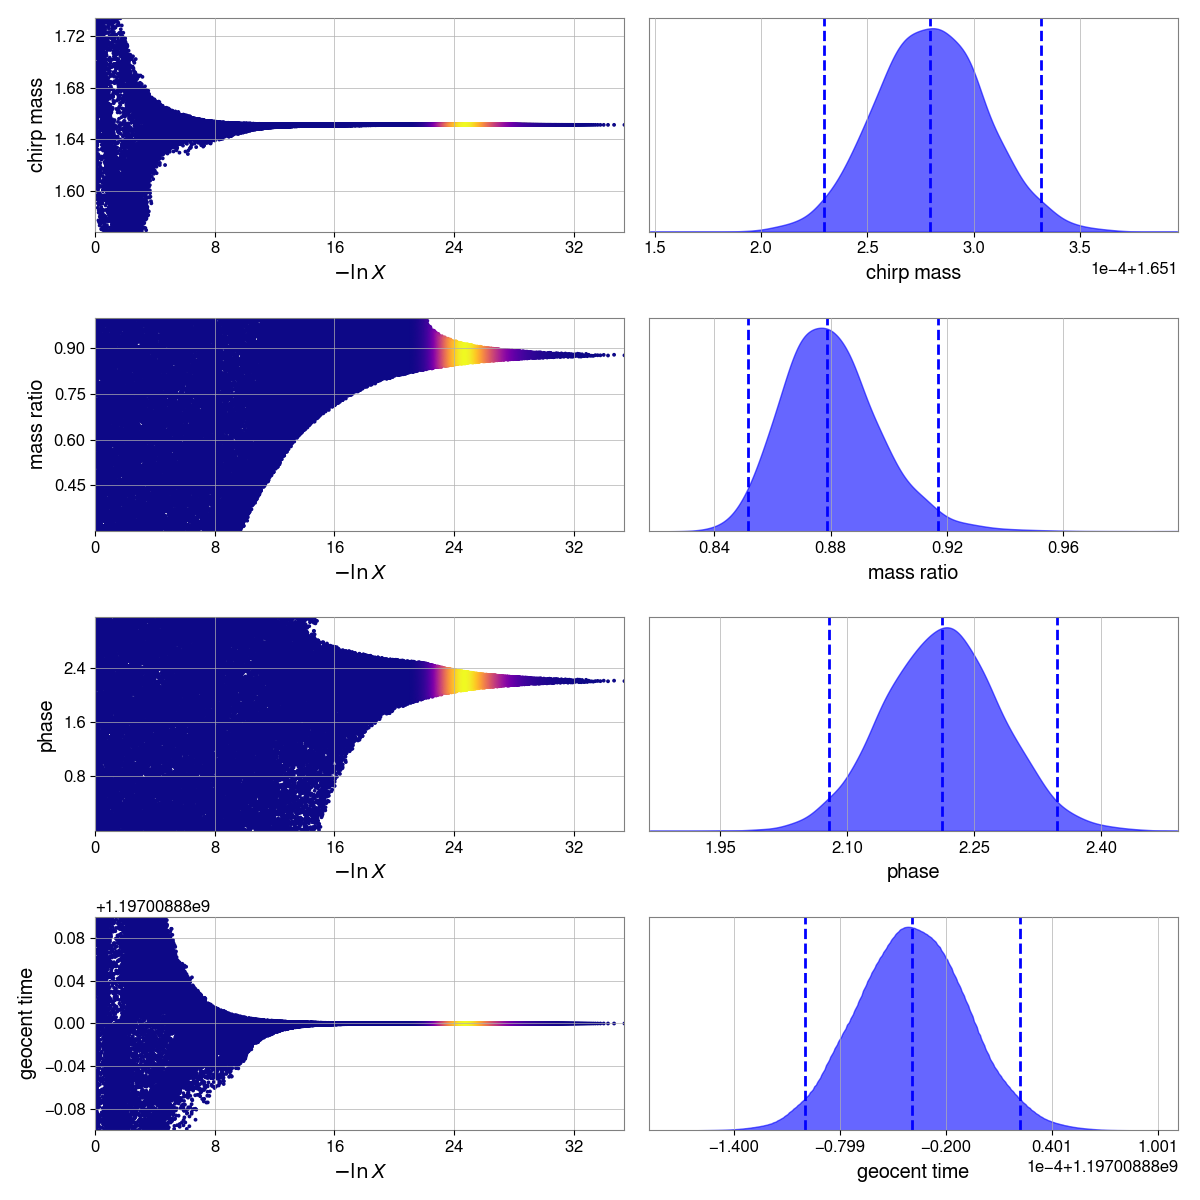 1.72
1.68
1.64
1.60
chirp mass
0 8 16 24 32
−ln X
1.5 2.0 2.5 3.0 3.5
chirp mass
1e−4+1.651
0.90
0.75
0.60
0.45
mass ratio
0 8 16 24 32
−ln X
0.84 0.88 0.92 0.96
mass ratio
2.4
1.6
0.8
phase
0 8 16 24 32
−ln X
1.95 2.10 2.25 2.40
phase
+1.19700888e9
0.08
0.04
0.00
−0.04
−0.08
geocent time
0 8 16 24 32
−ln X
−1.400 −0.799 −0.200 0.401 1.001
geocent time
1e−4+1.19700888e9